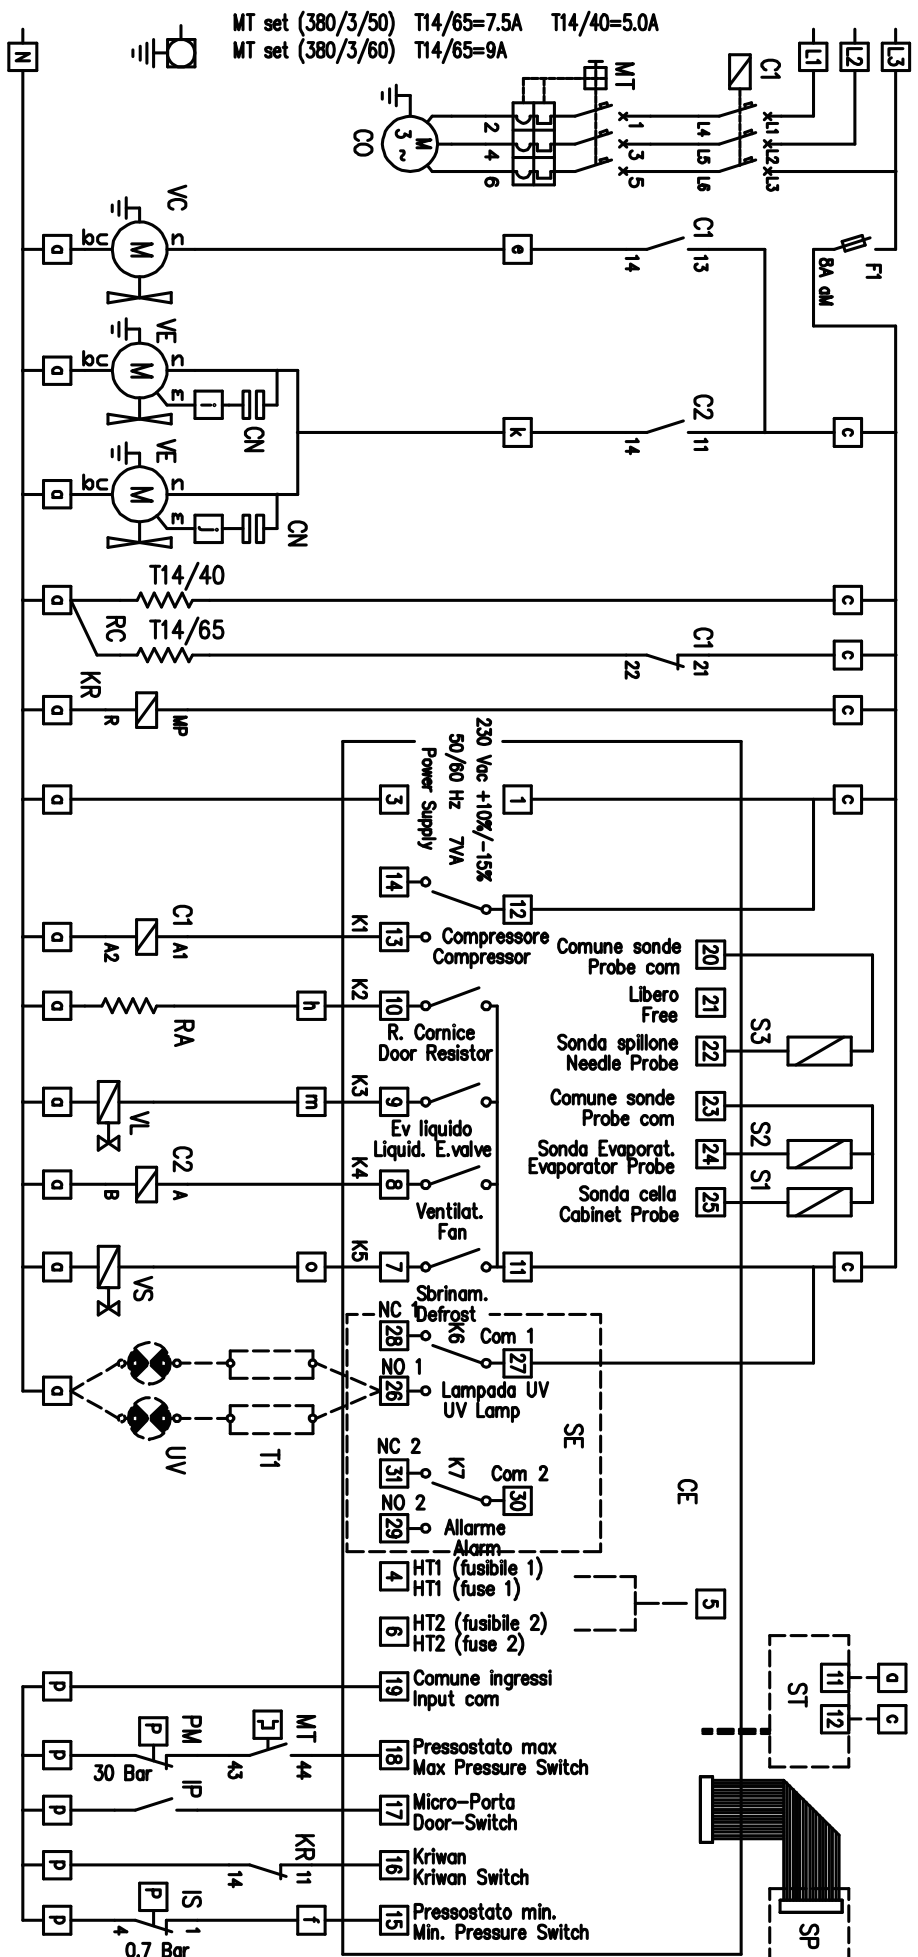 MT set (380/3/50) T14/65=7.5A T14/40=5.0A
MT set (380/3/60) T14/65=9A
N
L1
L2
L3
C1
MT
CO
M
3 ~
2
4
6
1
3
5
L4
L5
L6
L1
L2
L3
F1
8A aM
VC
a
bc
M
n
e
C1
14
13
VE
a
bc
M
n
m
i
CN
k
C2
14
11
c
VE
a
bc
M
n
m
j
CN
T14/40
a
c
RC
T14/65
22
C1
21
c
KR
a
R
MP
c
230 Vac +10%/-15%
50/60 Hz 7VA
Power Supply
a
3
1
c
14
12
C1
a
A2
A1
K1
13
Compressore
Compressor
a
RA
h
K2
10
R. Cornice
Door Resistor
a
VL
m
K3
9
Ev liquido
Liquid. E.valve
C2
a
B
A
K4
8
Ventilat.
Fan
a
VS
o
K5
7
11
c
Sbrinam.
Defrost
Comune sonde
Probe com
20
Libero
Free
21
Sonda spillone
Needle Probe
22
S3
Comune sonde
Probe com
23
Sonda Evaporat.
Evaporator Probe
24
S2
Sonda cella
Cabinet Probe
25
S1
NC 1
28
K6
Com 1
27
NO 1
26
Lampada UV
UV Lamp
a
UV
T1
SE
NC 2
31
K7
Com 2
30
NO 2
29
Allarme
Alarm
CE
4
HT1 (fusibile 1)
HT1 (fuse 1)
5
6
HT2 (fusibile 2)
HT2 (fuse 2)
11
a
12
c
ST
p
19
Comune ingressi
Input com
p
PM
P
30 Bar
MT
43
44
18
Pressostato max
Max Pressure Switch
p
IP
17
Micro-Porta
Door-Switch
p
KR
14
11
16
Kriwan
Kriwan Switch
p
IS
P
4
1
0.7 Bar
f
15
Pressostato min.
Min. Pressure Switch
SP